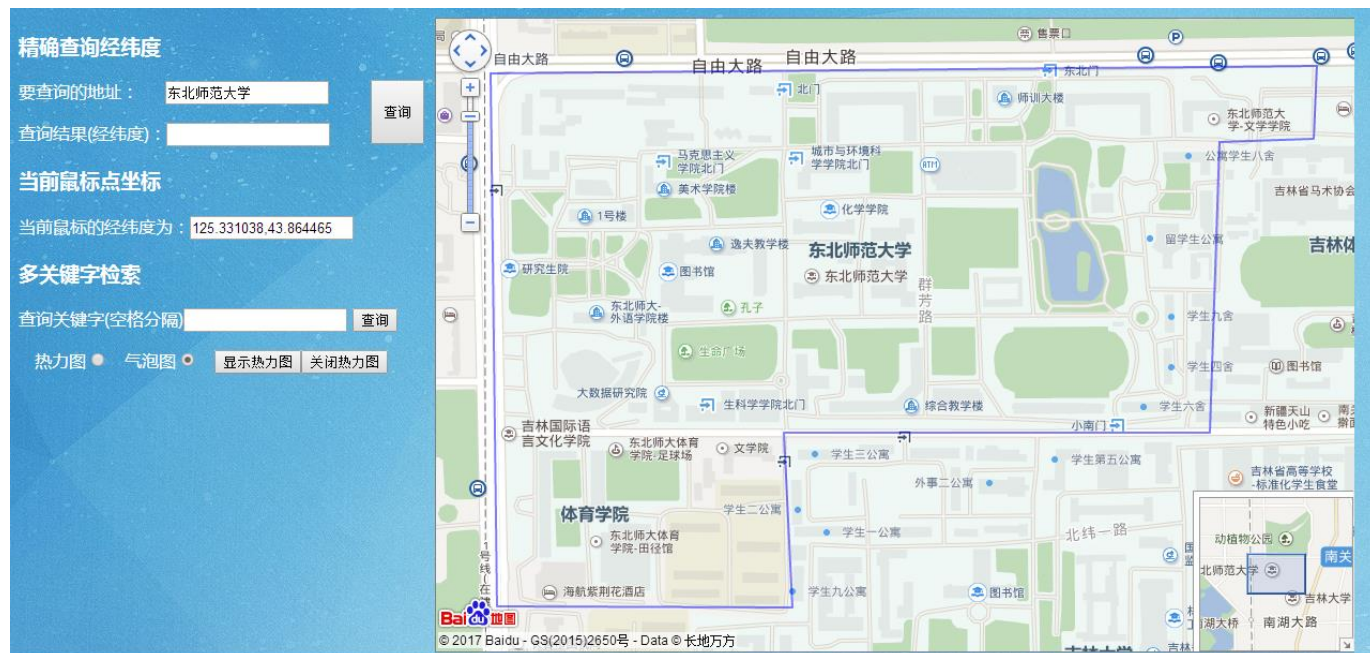 精确查询经纬度
要查询的地址：
东北师范大学
查询
查询结果(经纬度)：
当前鼠标点坐标
当前鼠标的经纬度为：
125.331038,43.864465
多关键字检索
查询关键字(空格分隔)
查询
热力图
气泡图
显示热力图
关闭热力图
售票口
P
自由大路
自由大路
自由大路
东北门
北门
师训大楼
东北师范大
学-文学学院
马克思主义
学院北门
城市与环境科
学学院北门
ATM
公寓学生八舍
美术学院楼
吉林省马术协会
1号楼
化学学院
逸夫教学楼
东北师范大学
留学生公寓
吉林体
研究生院
图书馆
东北师范大学
群芳路
东北师大-
外语学院楼
孔子
学生九舍
生命广场
学生四舍
图书馆
大数据研究院
生科学学院北门
综合教学楼
学生六舍
新疆天山
特色小吃
小南门
吉林国际语
言文化学院
东北师大体育
学院-足球场
文学院
学生三公寓
学生第五公寓
外事二公寓
吉林省高等学校
-标准化学生食堂
体育学院
学生二公寓
东北师大体育
学院-田径馆
学生一公寓
北纬一路
1号线(在
海航紫荆花酒店
学生九公寓
图书馆
动植物公园
南关
北师范大学
吉林大学
湖大桥
南湖大路
Bai du 地图
© 2017 Baidu - GS(2015)2650号 - Data © 长地万方